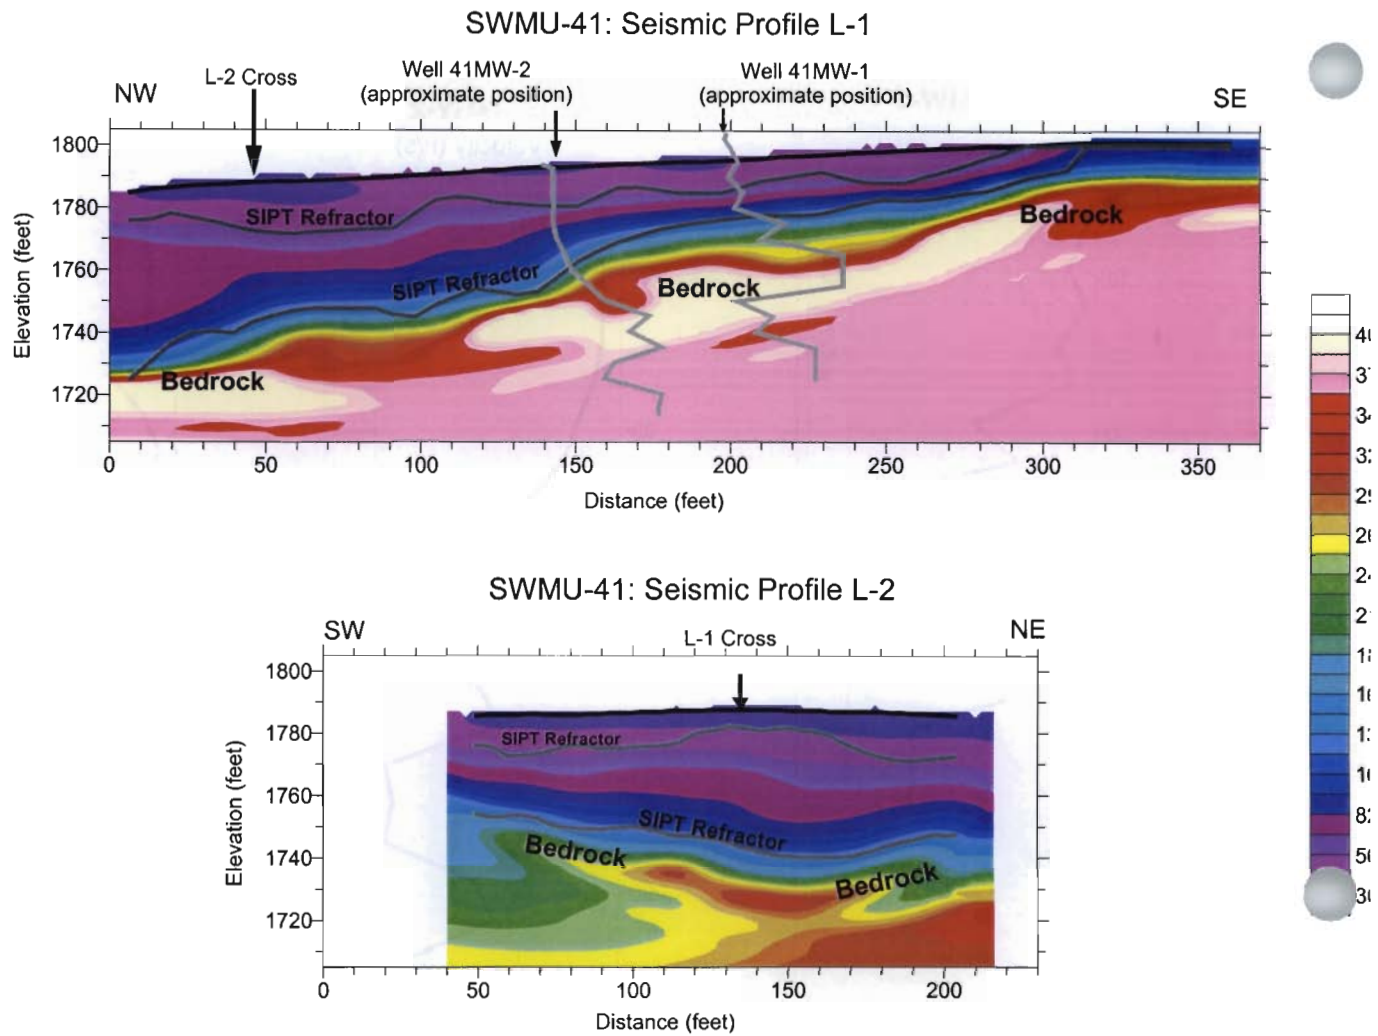 SWMU-41: Seismic Profile L-1
NW
L-2 Cross
Well 41MW-2
(approximate position)
Well 41MW-1
(approximate position)
SE
1800
1780
1760
1740
1720
Elevation (feet)
SIPT Refractor
SIPT Refractor
Bedrock
Bedrock
Bedrock
0
50
100
150
200
250
300
350
Distance (feet)
SWMU-41: Seismic Profile L-2
SW
L-1 Cross
NE
1800
1780
1760
1740
1720
Elevation (feet)
SIPT Refractor
SIPT Refractor
Bedrock
Bedrock
0
50
100
150
200
Distance (feet)